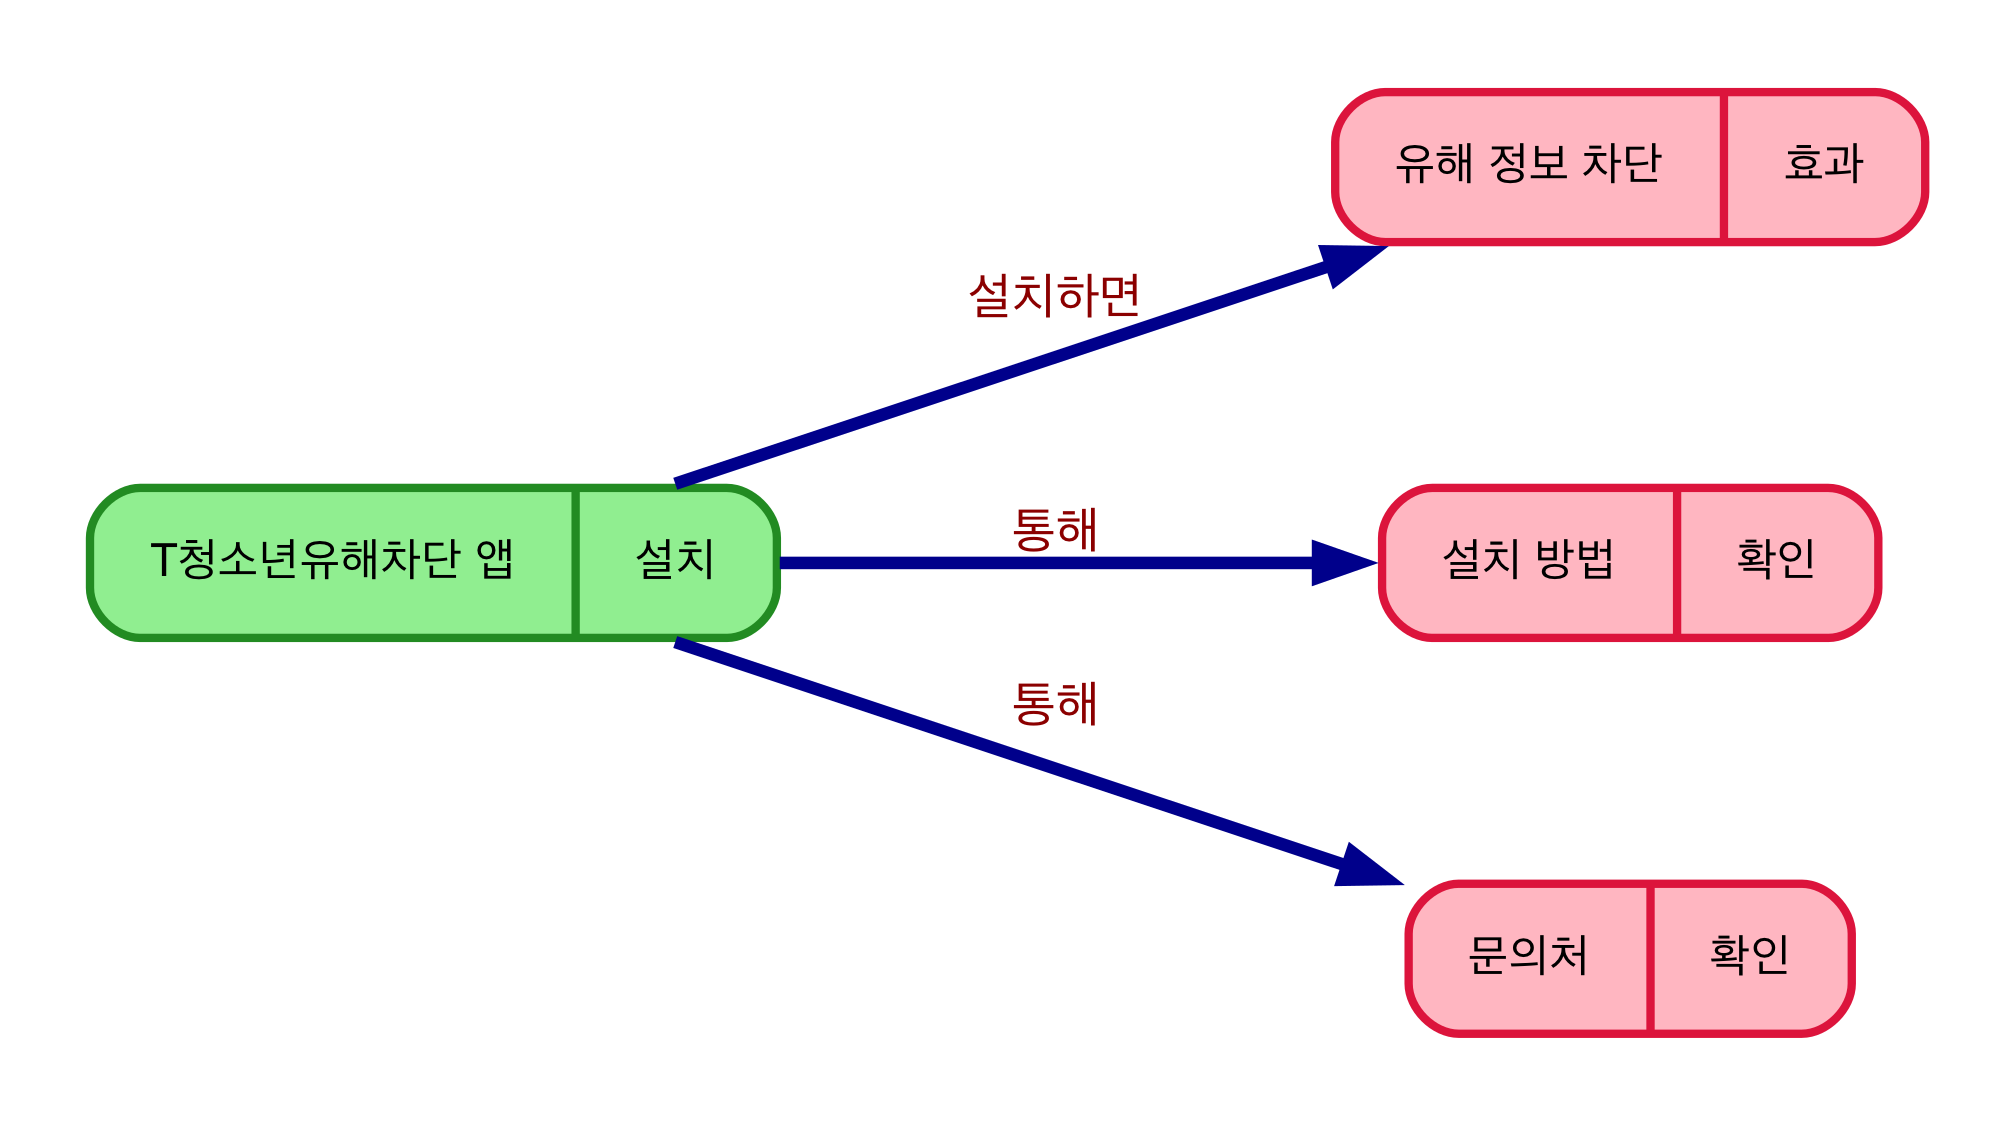 유해 정보 차단 효과
설치하면
통해
T청소년유해차단 앱 설치
설치 방법 확인
통해
문의처 확인